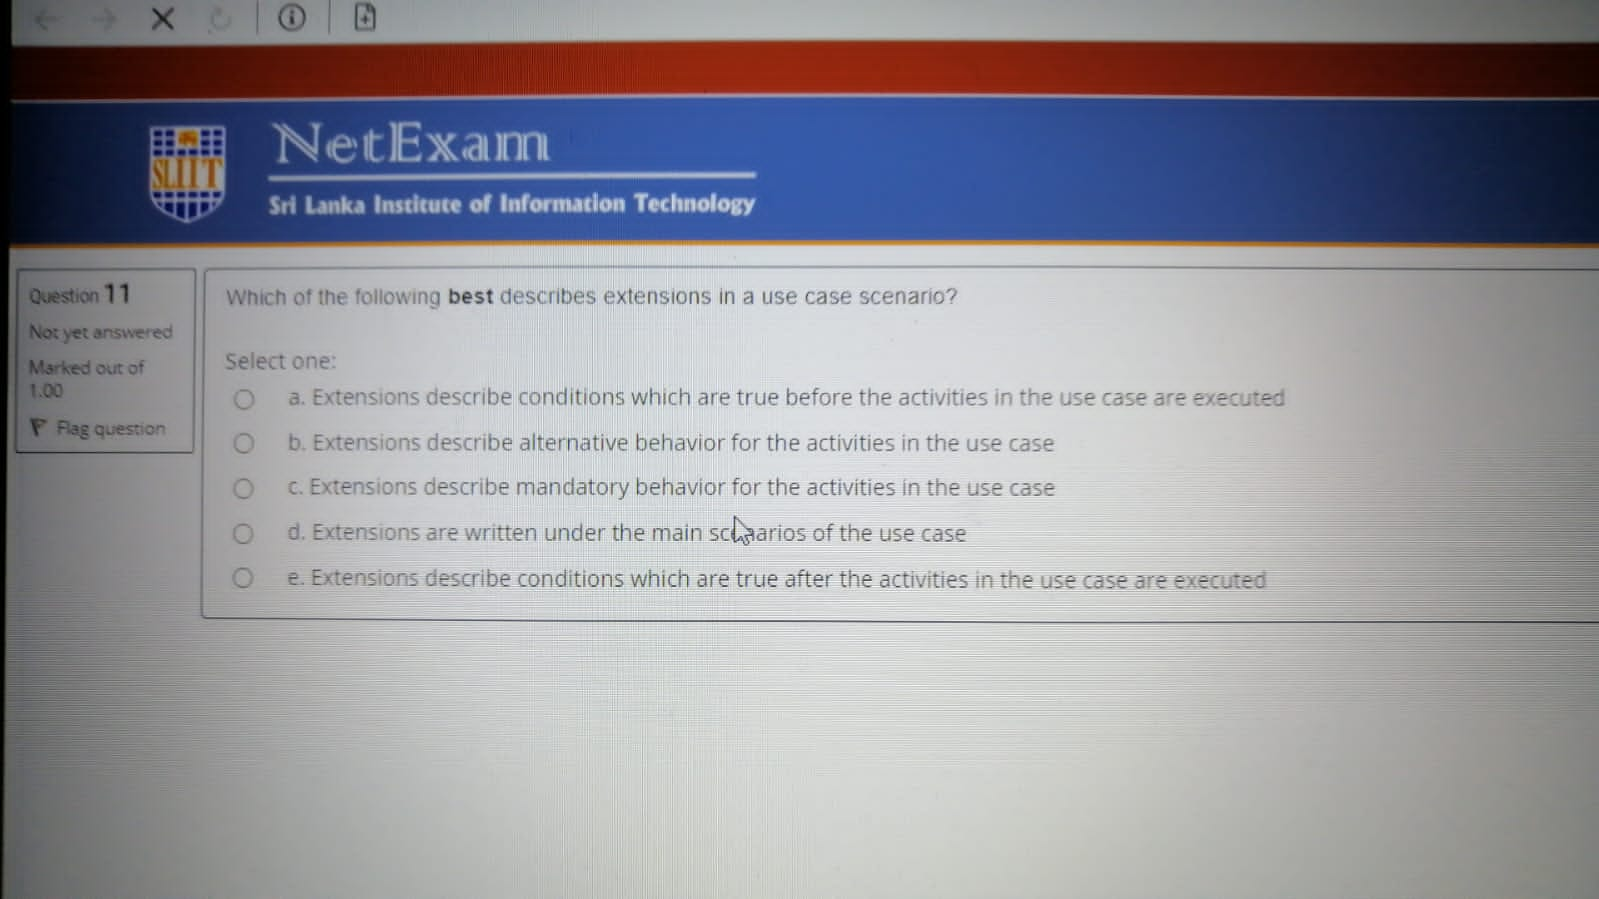 NetExam
SLIIT
Sri Lanka Institute of Information Technology
Question 11
Not yet answered
Marked out of
1.00
Flag question
Which of the following best describes extensions in a use case scenario?
Select one:
a. Extensions describe conditions which are true before the activities in the use case are executed
b. Extensions describe alternative behavior for the activities in the use case
c. Extensions describe mandatory behavior for the activities in the use case
d. Extensions are written under the main scenarios of the use case
e. Extensions describe conditions which are true after the activities in the use case are executed